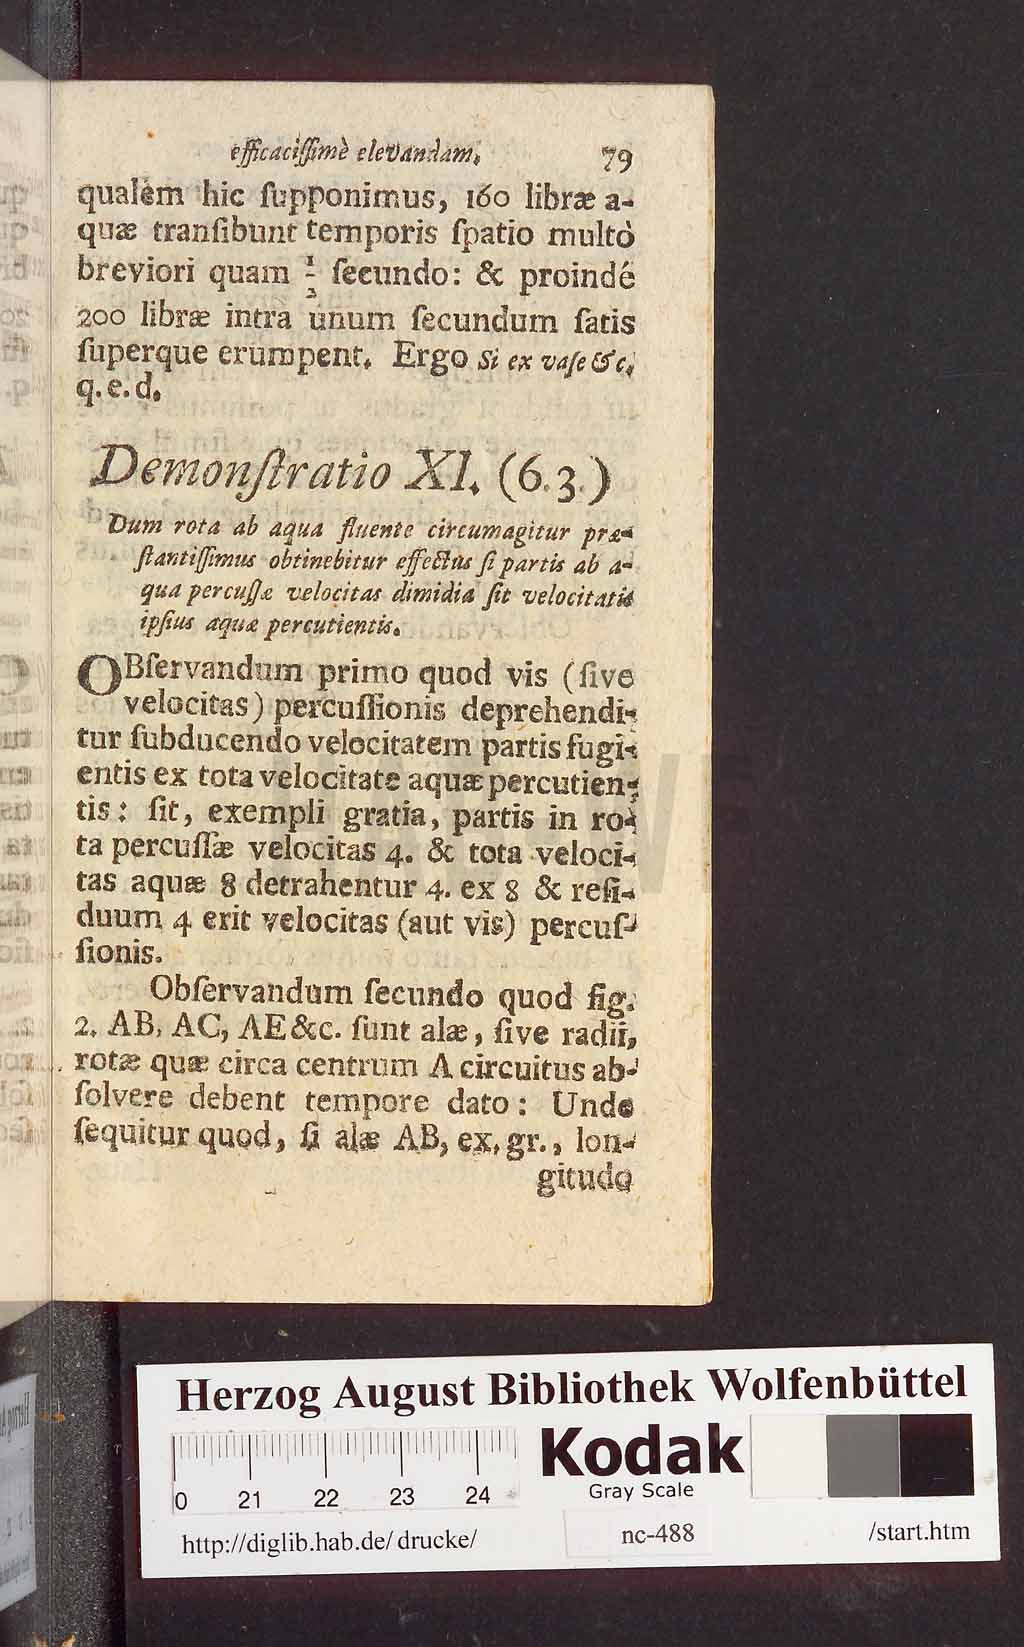 efficaciſſimè elevandam. 79
qualem hic ſupponimus, 160 libræ a-
quæ tranſibunt temporis ſpatio multò
breviori quam 1/2 ſecundo: & proindé
200 libræ intra unum ſecundum ſatis
ſuperque erumpent. Ergo Si ex vaſe &c.
q. e. d.
Demonſtratio XI. (63.)
Dum rota ab aqua fluente circumagitur præ-
ſtantiſſimus obtinebitur effectus ſi partis ab a-
qua percuſſæ velocitas dimidia ſit velocitatis
ipſius aquæ percutientis.
OBſervandum primo quod vis (ſive
velocitas) percuſſionis deprehendi-
tur ſubducendo velocitatem partis fugi-
entis ex tota velocitate aquæ percutien-
tis: ſit, exempli gratia, partis in ro-
ta percuſſæ velocitas 4. & tota veloci-
tas aquæ 8 detrahentur 4. ex 8 & reſi-
duum 4 erit velocitas (aut vis) percuſ-
ſionis.
Obſervandum ſecundo quod fig.
2. AB, AC, AE &c. ſunt alæ, ſive radii,
rotæ quæ circa centrum A circuitus ab-
ſolvere debent tempore dato: Unde
ſequitur quod, ſi alæ AB, ex. gr., lon-
gitudo
Herzog August Bibliothek Wolfenbüttel
Kodak
Gray Scale
0 21 22 23 24
http://diglib.hab.de/drucke/ nc-488 /start.htm